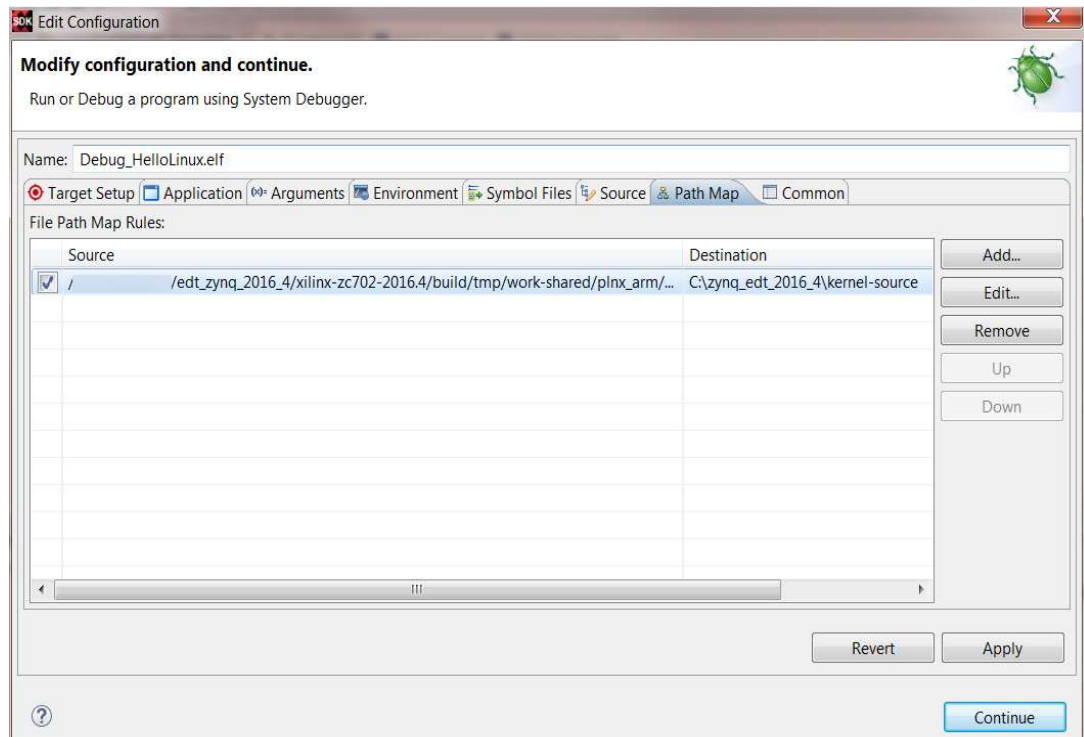 SDK Edit Configuration X
Modify configuration and continue.
Run or Debug a program using System Debugger.
Name: Debug_HelloLinux.elf
Target Setup Application (x)= Arguments Environment Symbol Files Source Path Map Common
File Path Map Rules:
Source Destination Add...
/ /edt_zynq_2016_4/xilinx-zc702-2016.4/build/tmp/work-shared/plnx_arm/... C:\zynq_edt_2016_4\kernel-source
Edit...
Remove
Up
Down
Revert Apply
? Continue